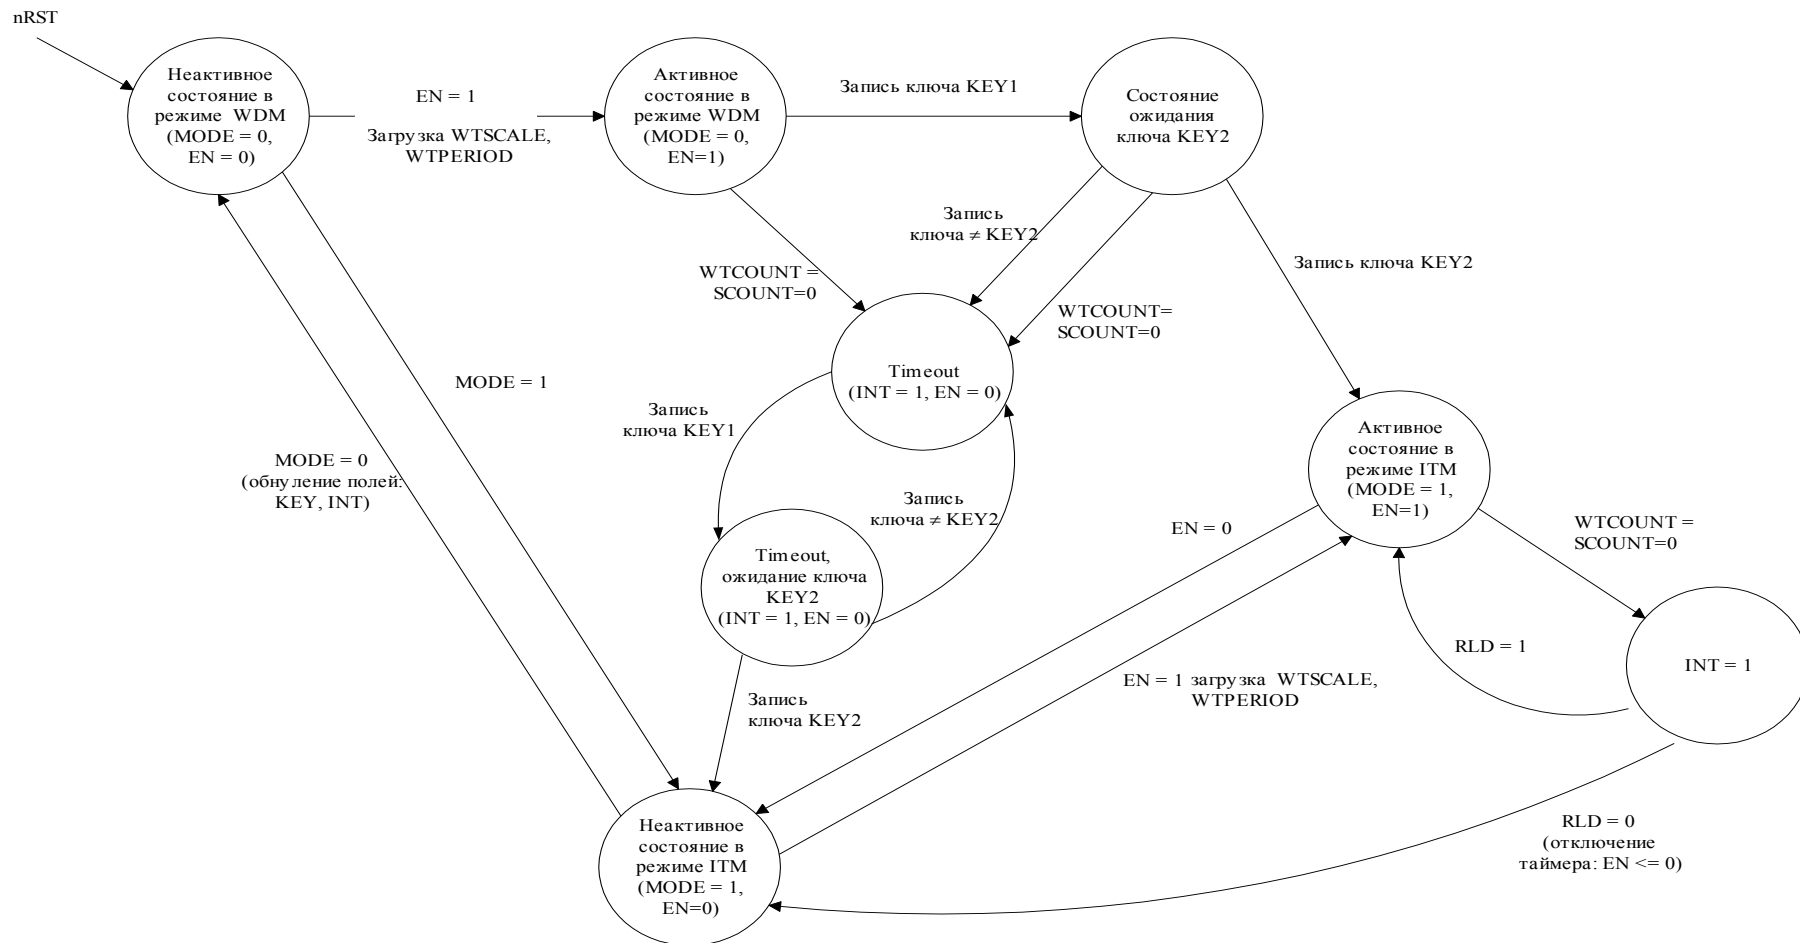 nRST
Неактивное
состояние в
режиме WDM
(MODE = 0,
EN = 0)
EN = 1
Загрузка WTSCALE,
WTPERIOD
Активное
состояние в
режиме WDM
(MODE = 0,
EN=1)
Запись ключа KEY1
Состояние
ожидания
ключа KEY2
Запись
ключа ≠ KEY2
Запись ключа KEY2
WTCOUNT =
SCOUNT=0
WTCOUNT=
SCOUNT=0
Timeout
(INT = 1, EN = 0)
MODE = 1
Запись
ключа KEY1
MODE = 0
(обнуление полей:
KEY, INT)
Запись
ключа ≠ KEY2
Активное
состояние в
режиме ITM
(MODE = 1,
EN=1)
EN = 0
WTCOUNT =
SCOUNT=0
Timeout,
ожидание ключа
KEY2
(INT = 1, EN = 0)
RLD = 1
INT = 1
EN = 1 загрузка WTSCALE,
WTPERIOD
Запись
ключа KEY2
Неактивное
состояние в
режиме ITM
(MODE = 1,
EN=0)
RLD = 0
(отключение
таймера: EN <= 0)